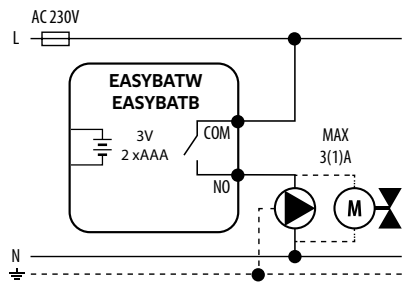 AC 230V
L
EASYBATW
EASYBATB
3V
2 xAAA
COM
NO
MAX
3(1)A
M
N